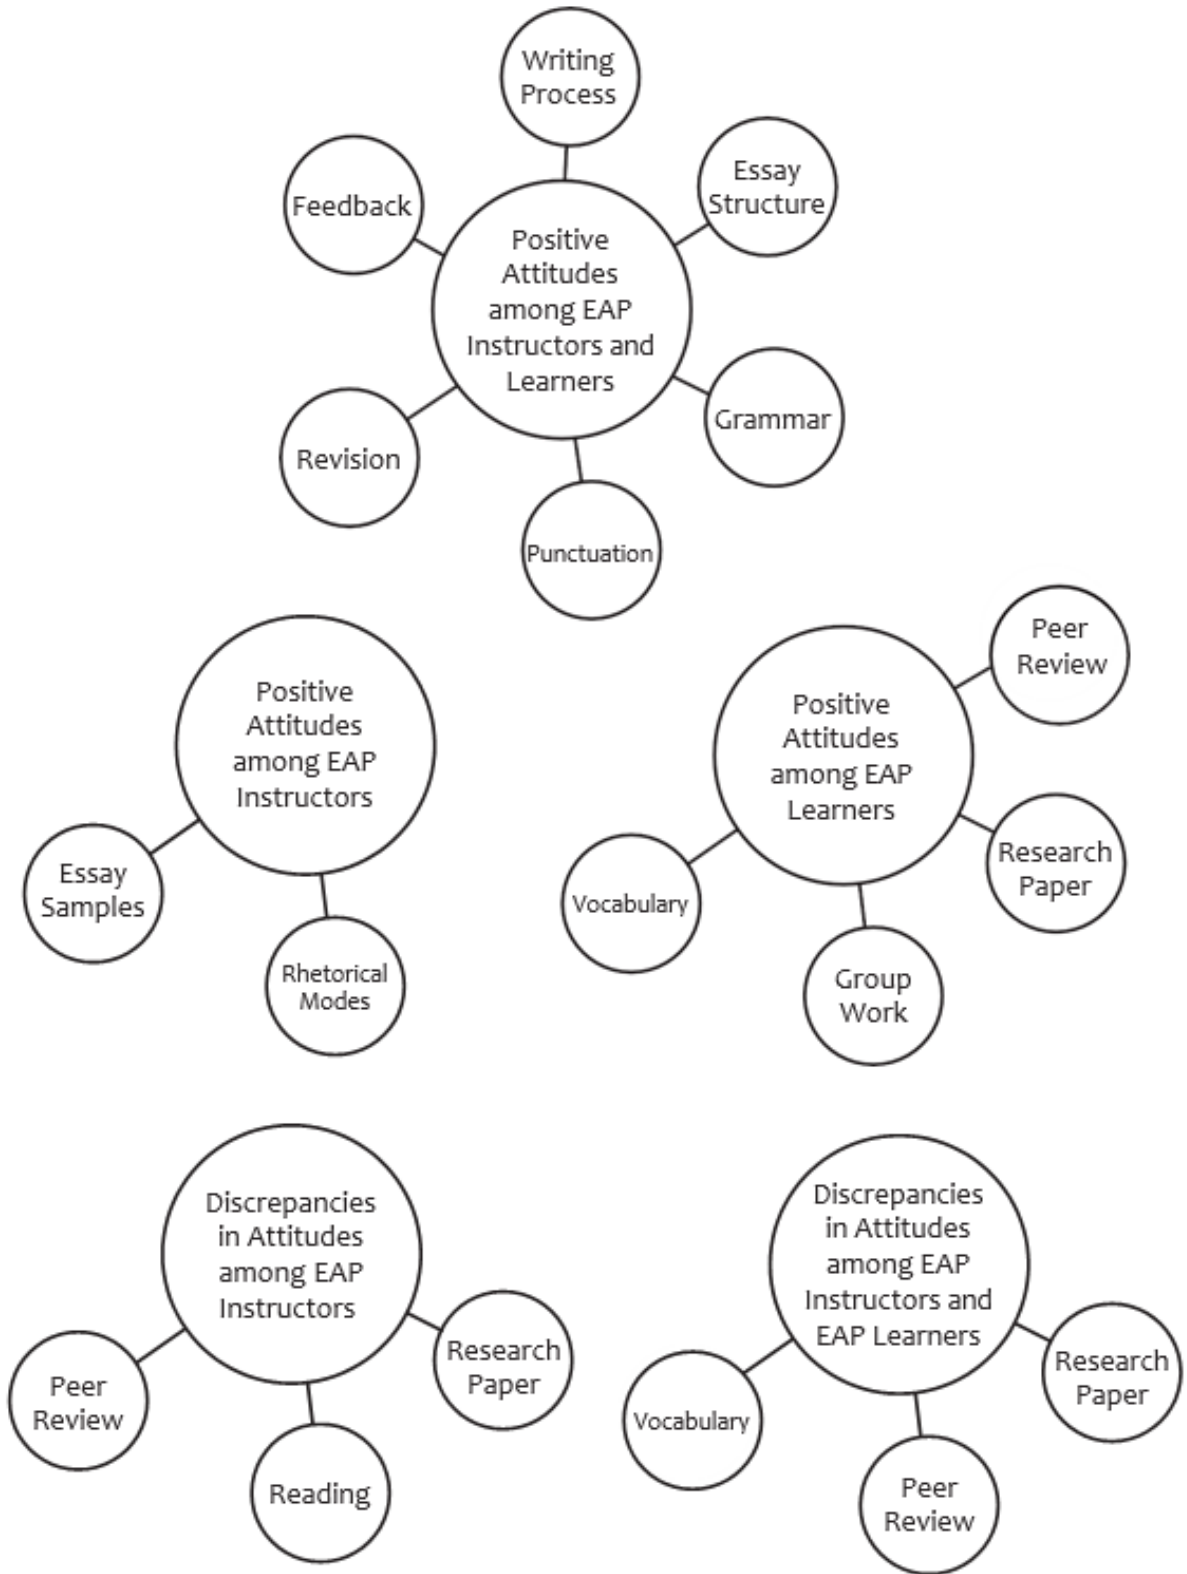 Writing
Process
Essay
Structure
Feedback
Positive
Attitudes
among EAP
Instructors and
Learners
Grammar
Revision
Punctuation
Peer
Review
Positive
Attitudes
among EAP
Instructors
Positive
Attitudes
among EAP
Learners
Research
Paper
Essay
Samples
Vocabulary
Rhetorical
Modes
Group
Work
Discrepancies
in Attitudes
among EAP
Instructors
Discrepancies
in Attitudes
among EAP
Instructors and
EAP Learners
Research
Paper
Research
Paper
Peer
Review
Vocabulary
Reading
Peer
Review